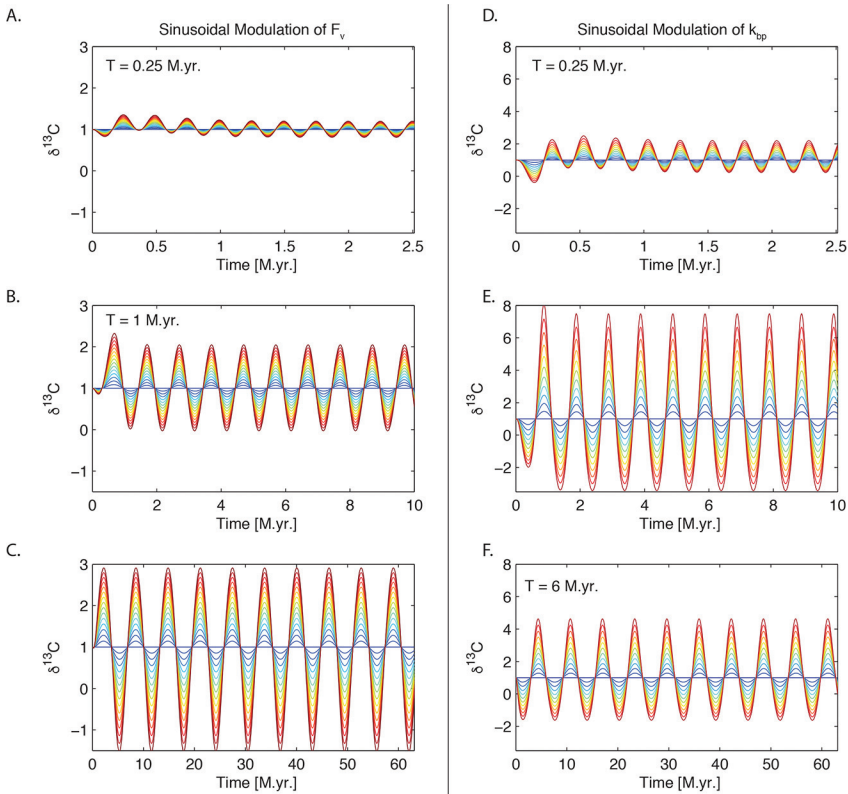 A.
Sinusoidal Modulation of Fv
T = 0.25 M.yr.
3
2
1
0
−1
δ13C
0 0.5 1 1.5 2 2.5
Time [M.yr.]
B.
T = 1 M.yr.
3
2
1
0
−1
δ13C
0 2 4 6 8 10
Time [M.yr.]
C.
3
2
1
0
−1
δ13C
0 10 20 30 40 50 60
Time [M.yr.]
D.
Sinusoidal Modulation of kbp
T = 0.25 M.yr.
8
6
4
2
0
−2
δ13C
0 0.5 1 1.5 2 2.5
Time [M.yr.]
E.
8
6
4
2
0
−2
δ13C
0 2 4 6 8 10
Time [M.yr.]
F.
T = 6 M.yr.
8
6
4
2
0
−2
δ13C
0 10 20 30 40 50 60
Time [M.yr.]